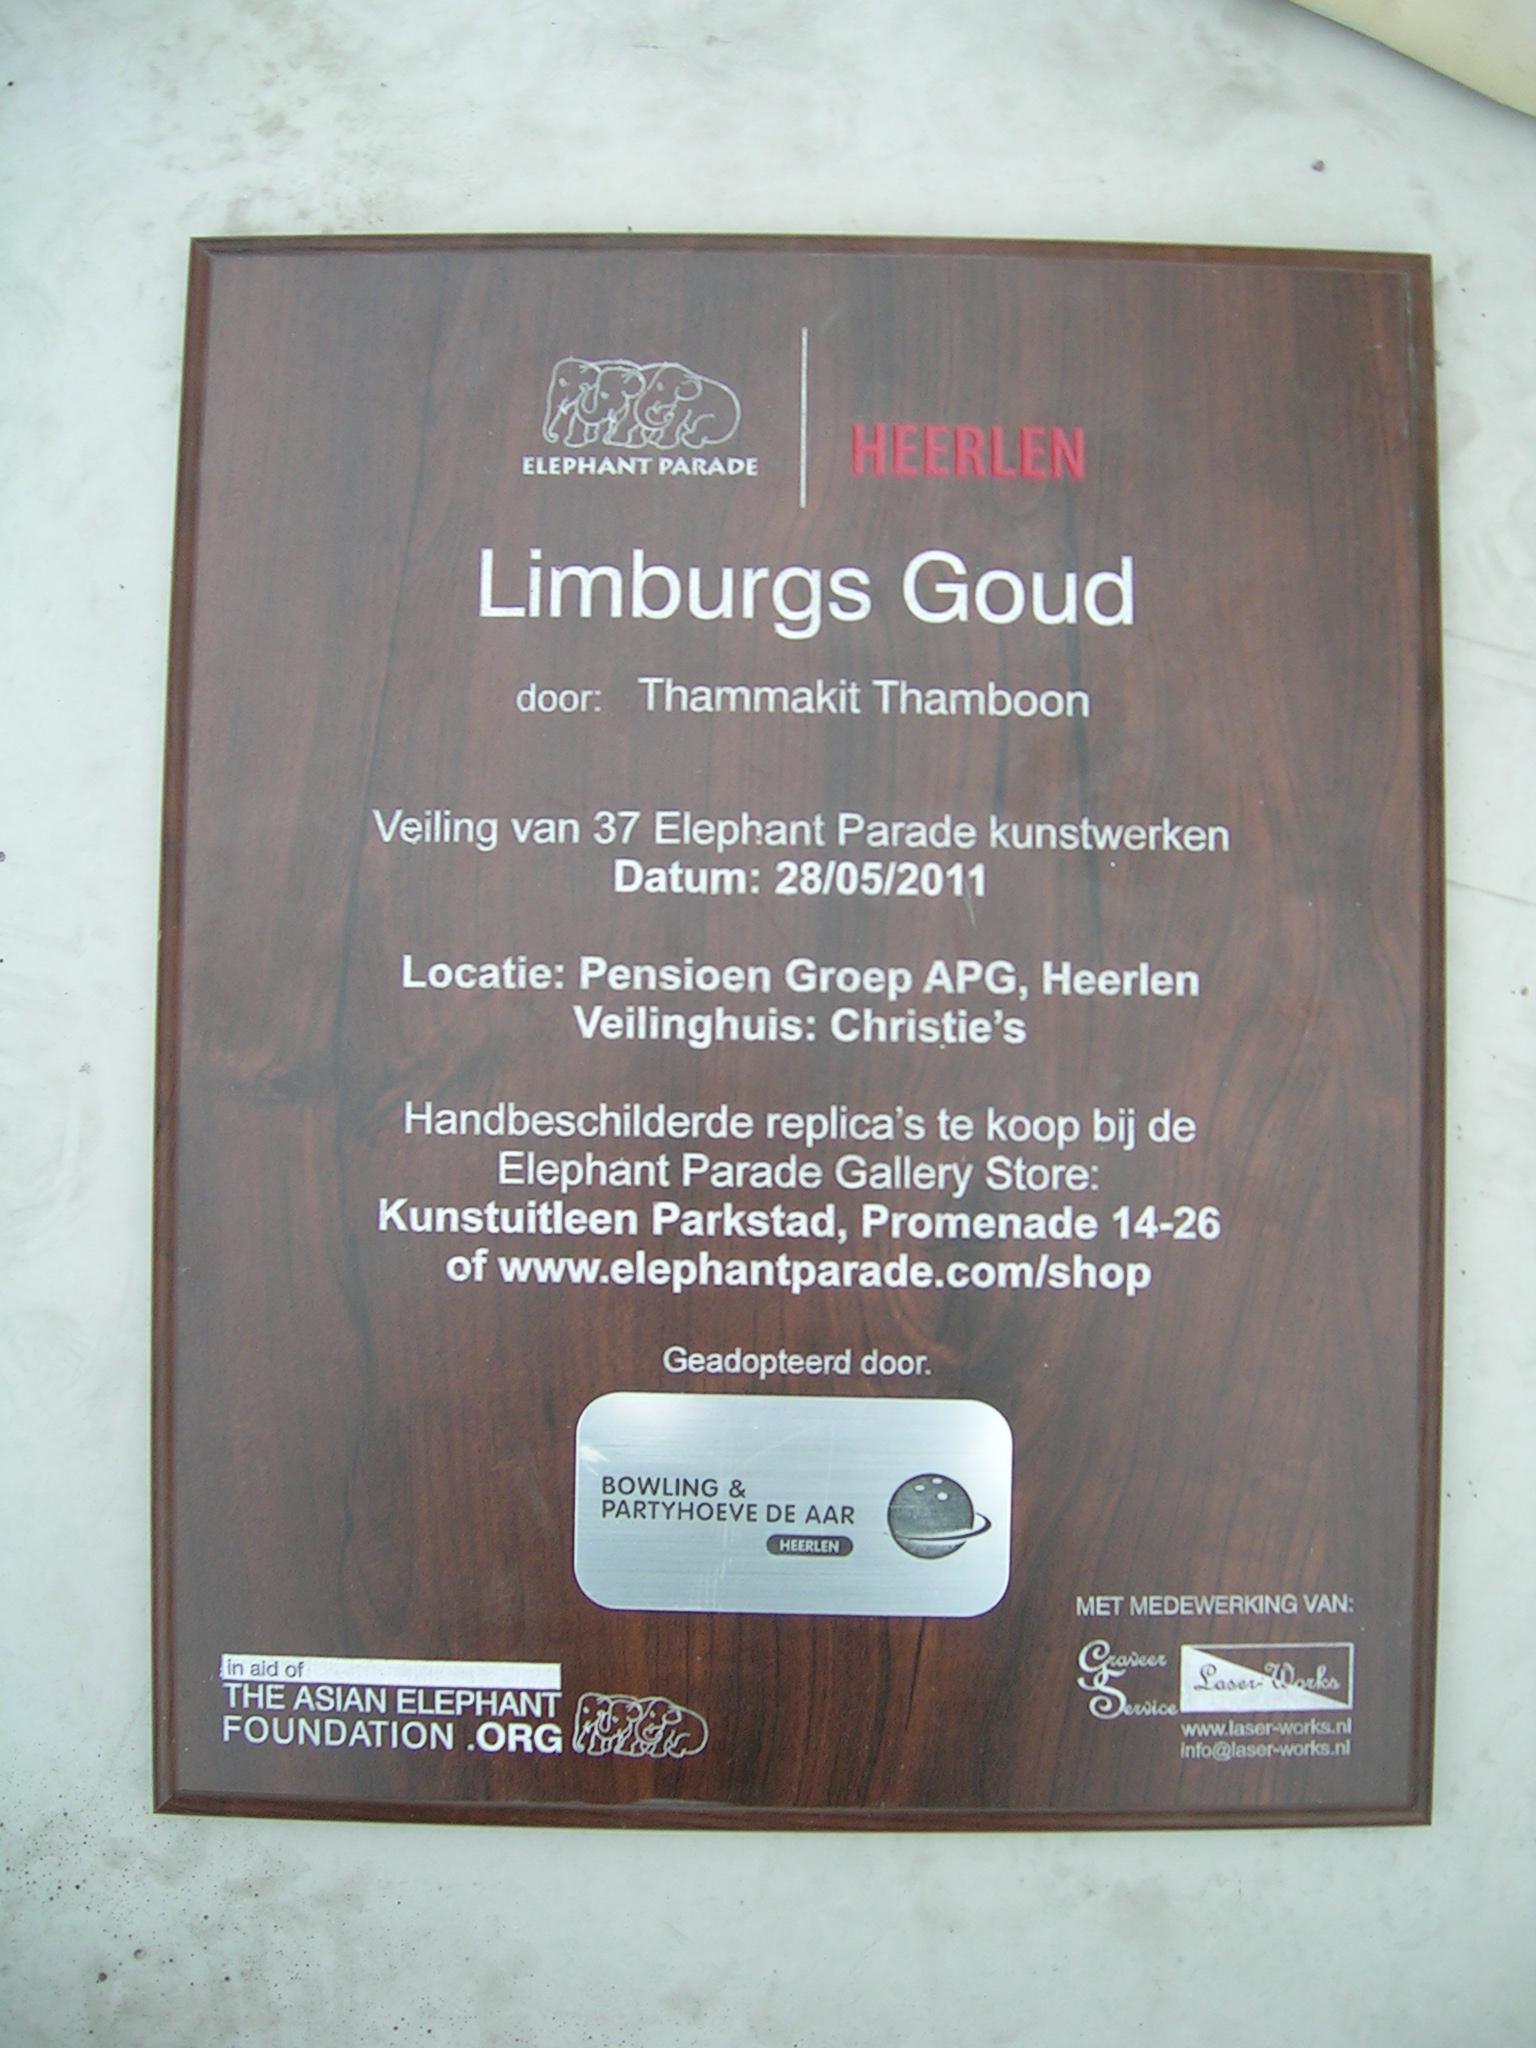 ELEPHANT PARADE
HEERLEN
Limburgs Goud
door: Thammakit Thamboon
Veiling van 37 Elephant Parade kunstwerken
Datum: 28/05/2011
Locatie: Pensioen Groep APG, Heerlen
Veilinghuis: Christie's
Handbeschilderde replica's te koop bij de
Elephant Parade Gallery Store:
Kunstuitleen Parkstad, Promenade 14-26
of www.elephantparade.com/shop
Geadopteerd door.
BOWLING &
PARTYHOEVE DE AAR
HEERLEN
in aid of
THE ASIAN ELEPHANT
FOUNDATION .ORG
MET MEDEWERKING VAN:
Graveer
Service
Laser-Works
www.laser-works.nl
info@laser-works.nl